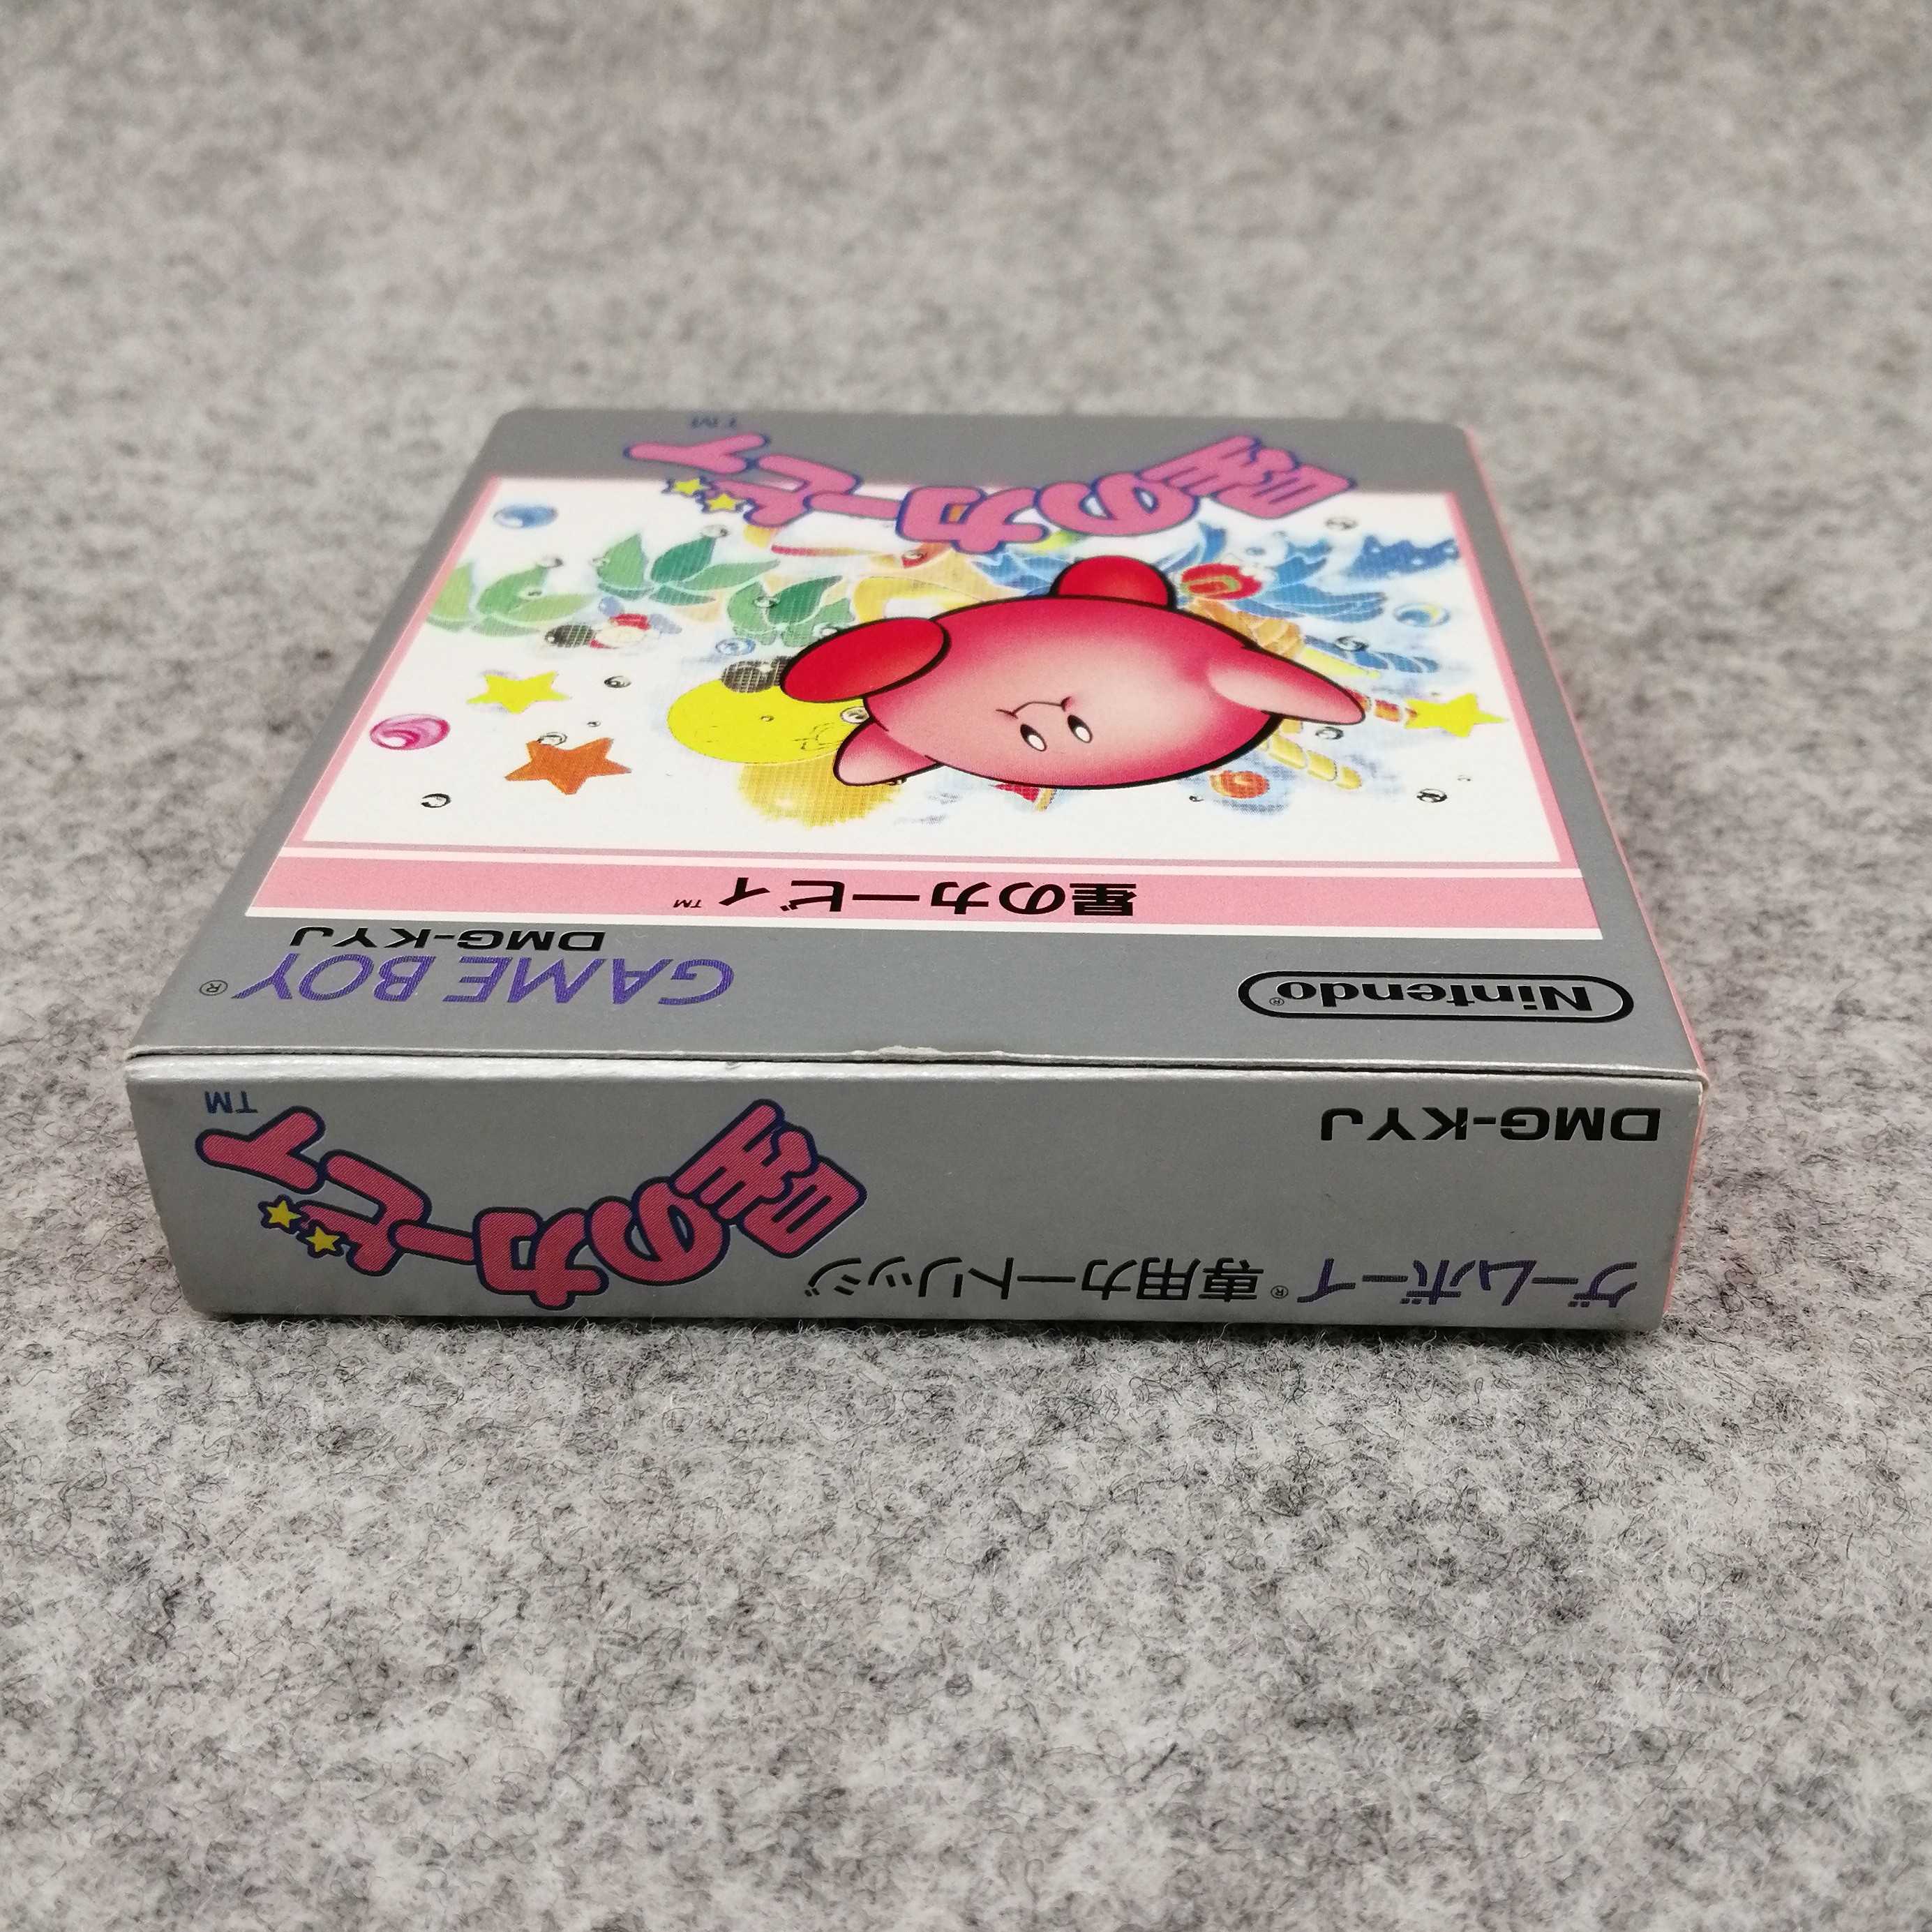 Nintendo®
GAME BOY®
DMG-KYJ
星のカービィ™
星のカービィ
TM
DMG-KYJ
ゲームボーイ®専用カートリッジ
星のカービィ
TM